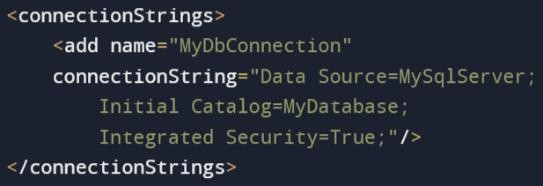 <connectionStrings>
    <add name="MyDbConnection"
    connectionString="Data Source=MySqlServer;
        Initial Catalog=MyDatabase;
        Integrated Security=True;"/>
</connectionStrings>